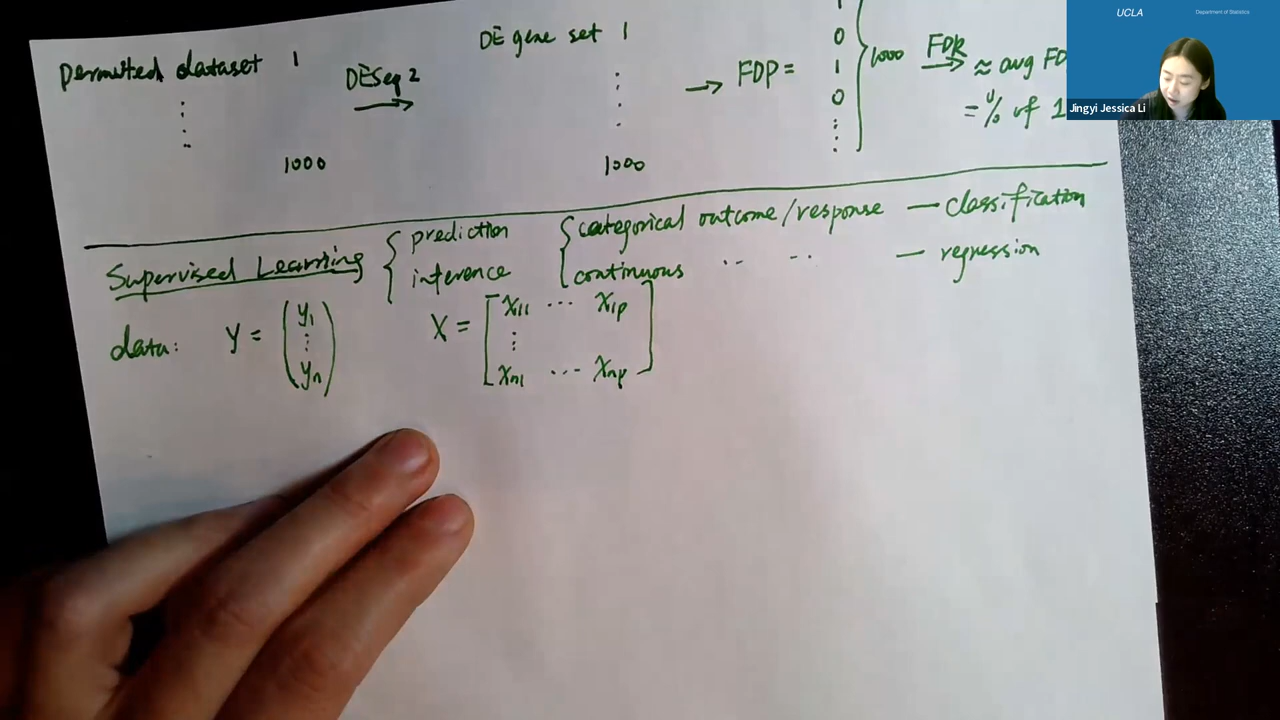 UCLA
Department of Statistics
Jingyi Jessica Li
permuted dataset 1
DESeq 2
DE gene set 1
→ FDP =
1
0
1
0
1000
FDR
≈ avg FD
= % of 1
1000
1000
Supervised Learning
prediction
inference
categorical outcome/response — classification
continuous ·· ·· — regression
data: Y = (y1 ⋮ yn)
X = [x11 ··· x1p
⋮
xn1 ··· xnp]